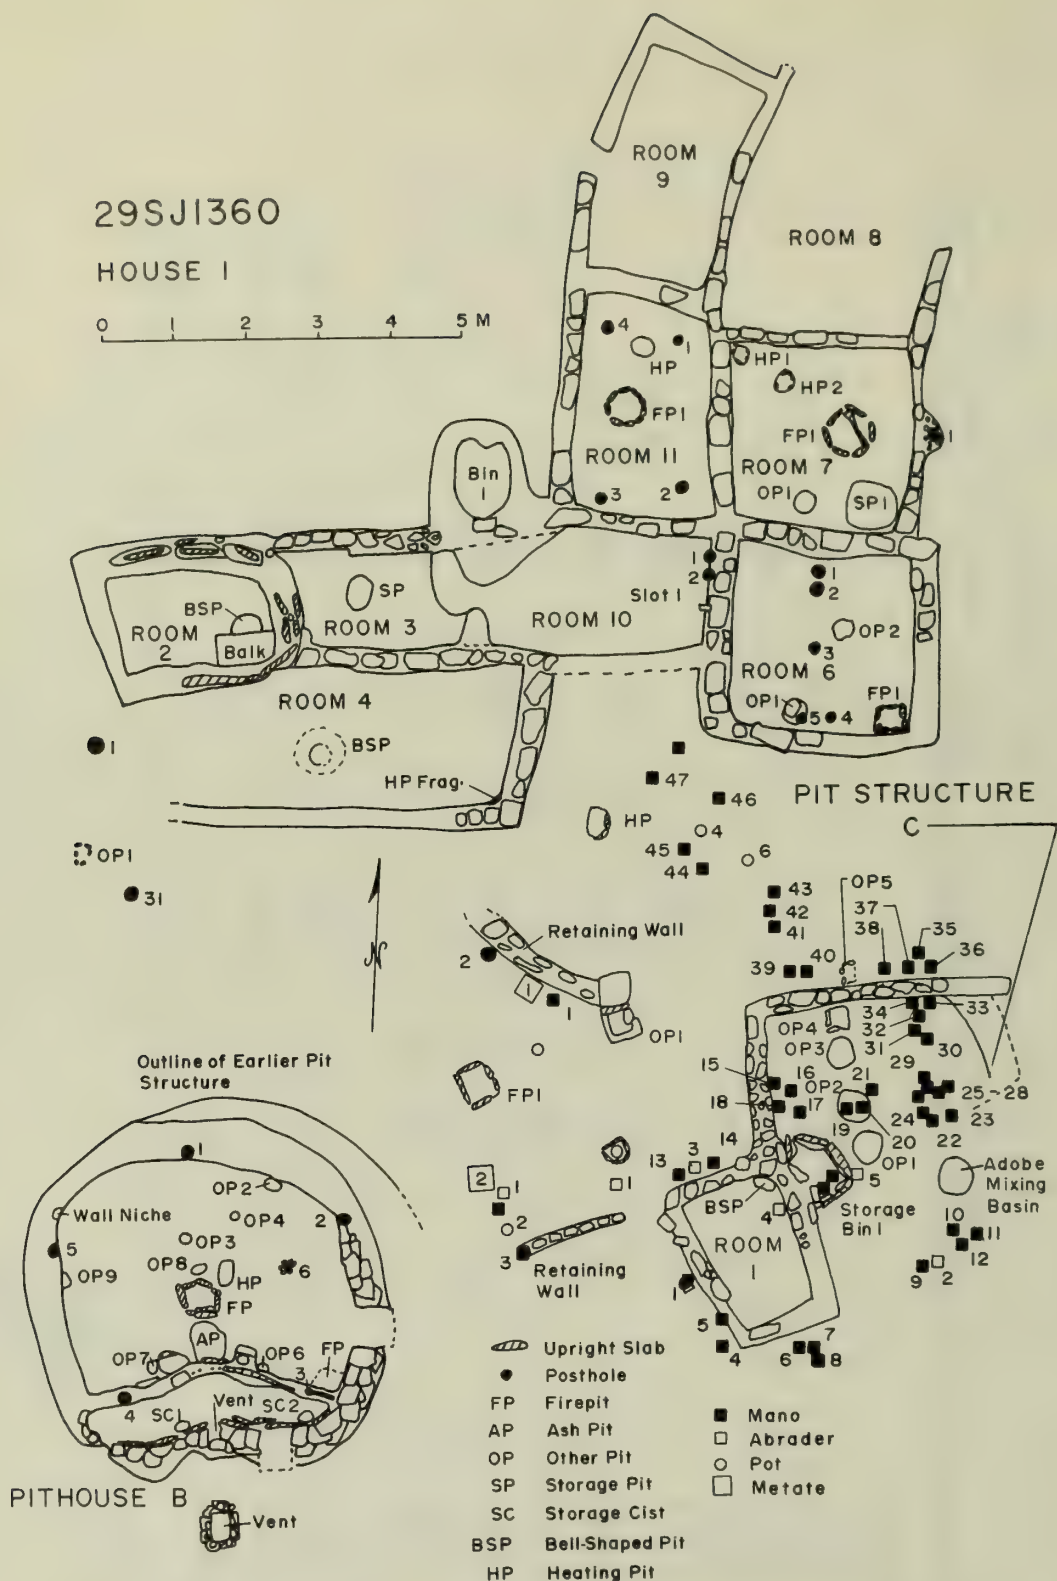 29SJ1360
HOUSE 1
0 1 2 3 4 5 M
ROOM
9
ROOM 8
4
1
HP
FP1
ROOM 11
3
2
HP1
HP2
FP1
1
ROOM 7
OP1
SP1
Bin
1
BSP
ROOM
2
Balk
SP
ROOM 3
ROOM 10
1
2
Slot 1
1
2
OP2
3
ROOM 6
OP1
5
4
FP1
ROOM 4
BSP
HP Frag.
1
OP1
31
N
47
46
HP
4
45
44
6
PIT STRUCTURE
C
43
42
41
OP5
37
38
35
36
39
40
Retaining Wall
2
1
1
OP1
FP1
34
33
32
31
30
OP4
OP3
29
15
16
21
OP2
25-28
18
17
19
24
23
20
22
OP1
14
13
3
5
Adobe
Mixing
Basin
2
1
1
2
3
Retaining
Wall
BSP
4
Storage
Bin 1
ROOM
1
10
11
12
9
2
1
5
4
6
7
8
Outline of Earlier Pit
Structure
1
OP2
Wall Niche
OP4
2
5
OP3
OP8
HP
6
OP9
FP
AP
OP7
OP6
FP
3
4
SC1
Vent
SC2
PITHOUSE B
Vent
Upright Slab
Posthole
FP Firepit
AP Ash Pit
OP Other Pit
SP Storage Pit
SC Storage Cist
BSP Bell-Shaped Pit
HP Heating Pit
Mano
Abrader
Pot
Metate